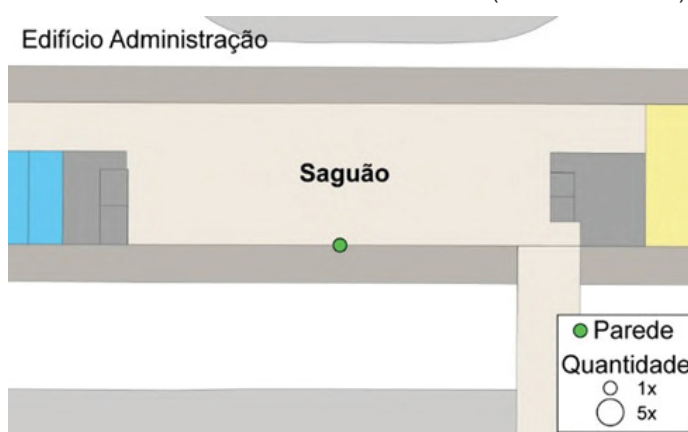 Edifício Administração
Saguão
Parede
Quantidade
1x
5x